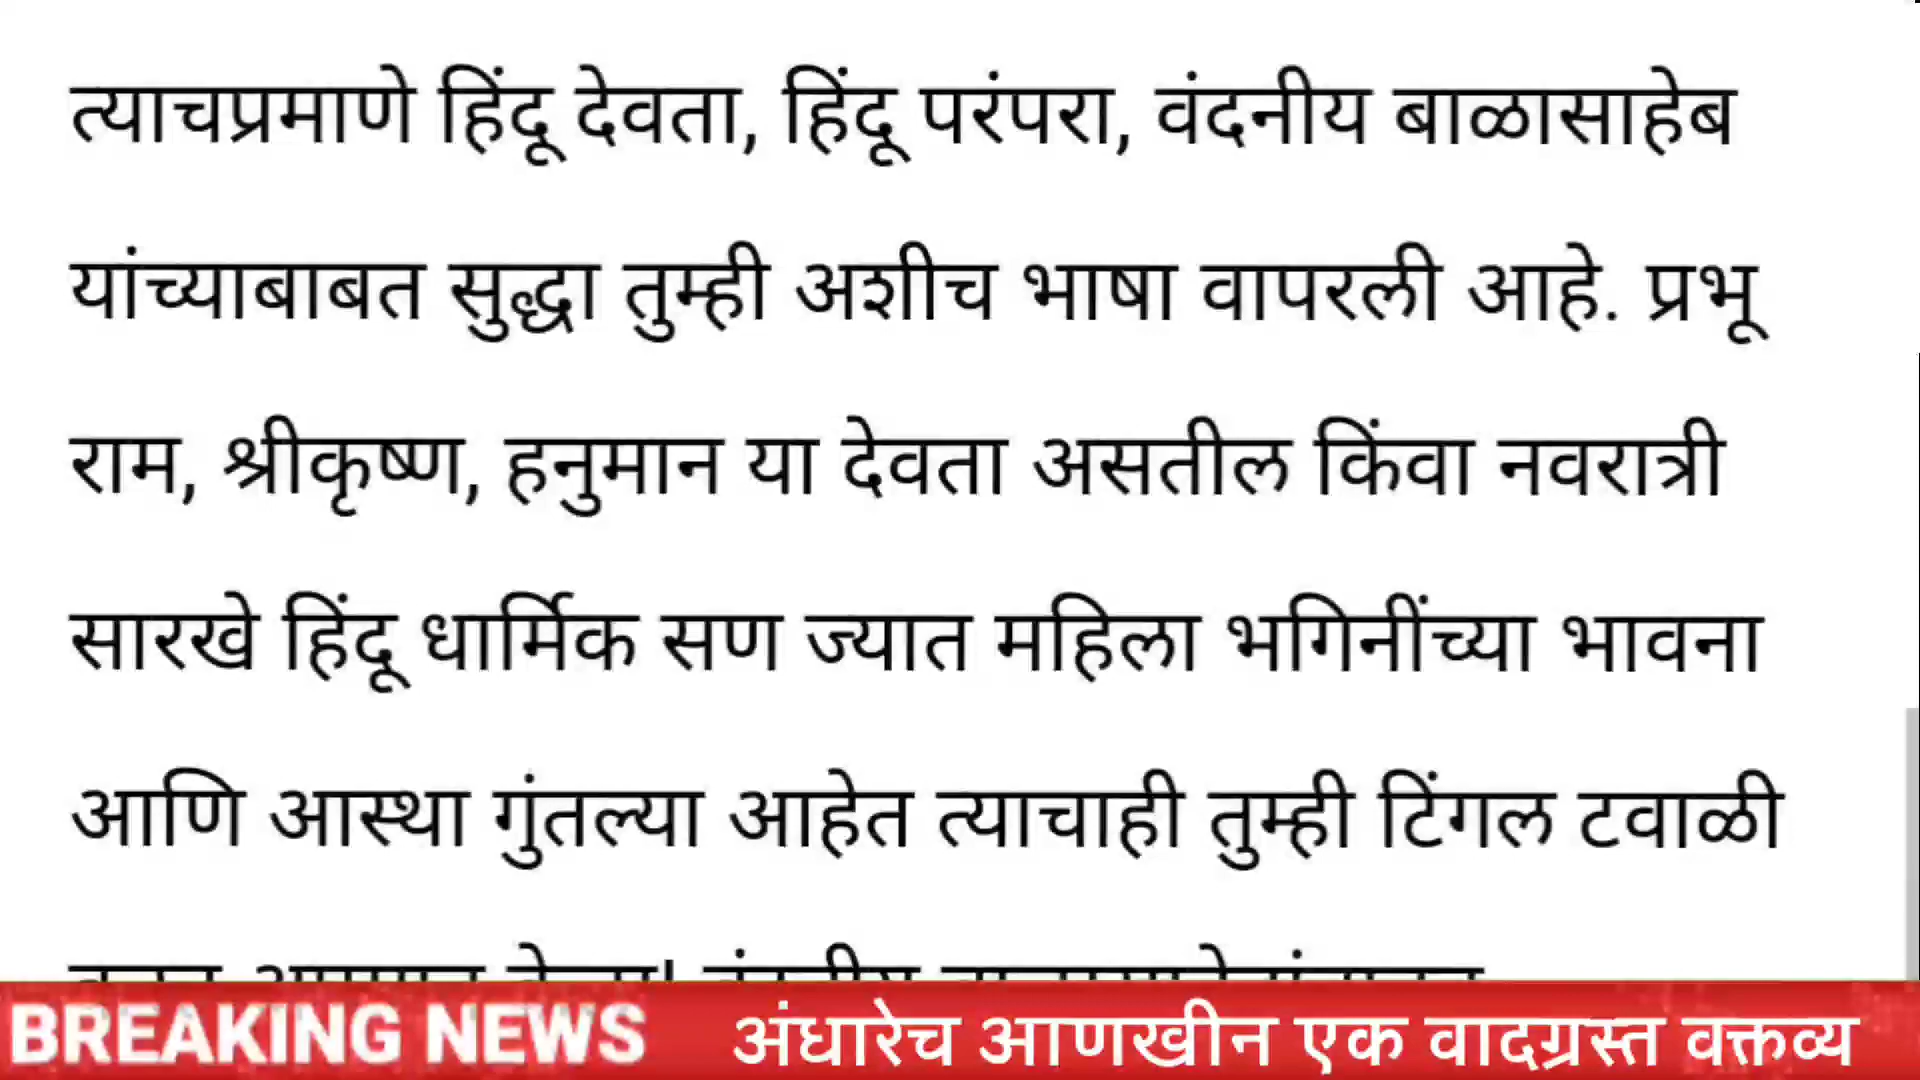 त्याचप्रमाणे हिंदू देवता, हिंदू परंपरा, वंदनीय बाळासाहेब
यांच्याबाबत सुद्धा तुम्ही अशीच भाषा वापरली आहे. प्रभू
राम, श्रीकृष्ण, हनुमान या देवता असतील किंवा नवरात्री
सारखे हिंदू धार्मिक सण ज्यात महिला भगिनींच्या भावना
आणि आस्था गुंतल्या आहेत त्याचाही तुम्ही टिंगल टवाळी
BREAKING NEWS अंधारेच आणखीन एक वादग्रस्त वक्तव्य